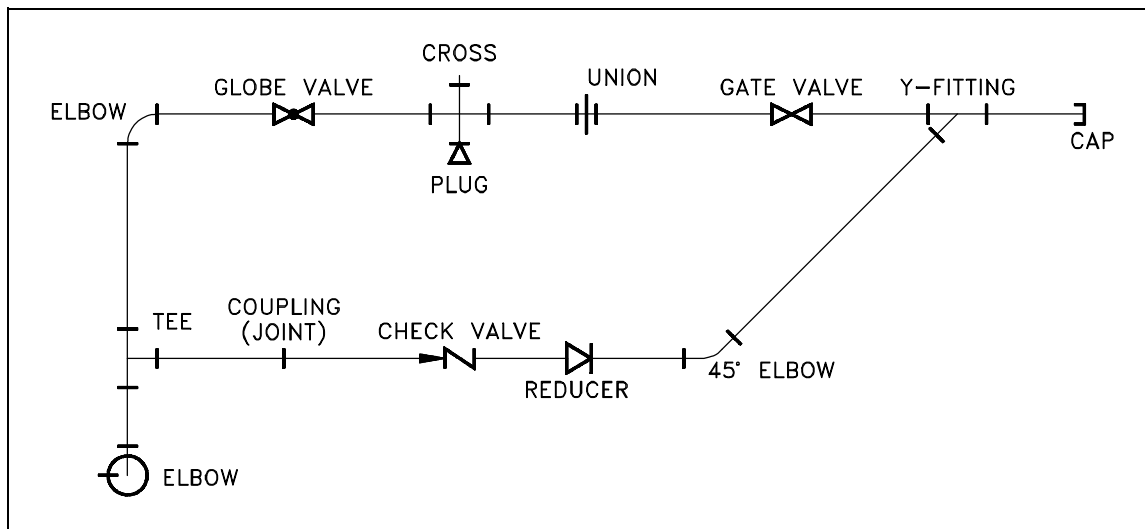 CROSS
UNION
GLOBE VALVE
GATE VALVE
Y-FITTING
ELBOW
CAP
PLUG
TEE
COUPLING
(JOINT)
CHECK VALVE
REDUCER
45° ELBOW
ELBOW